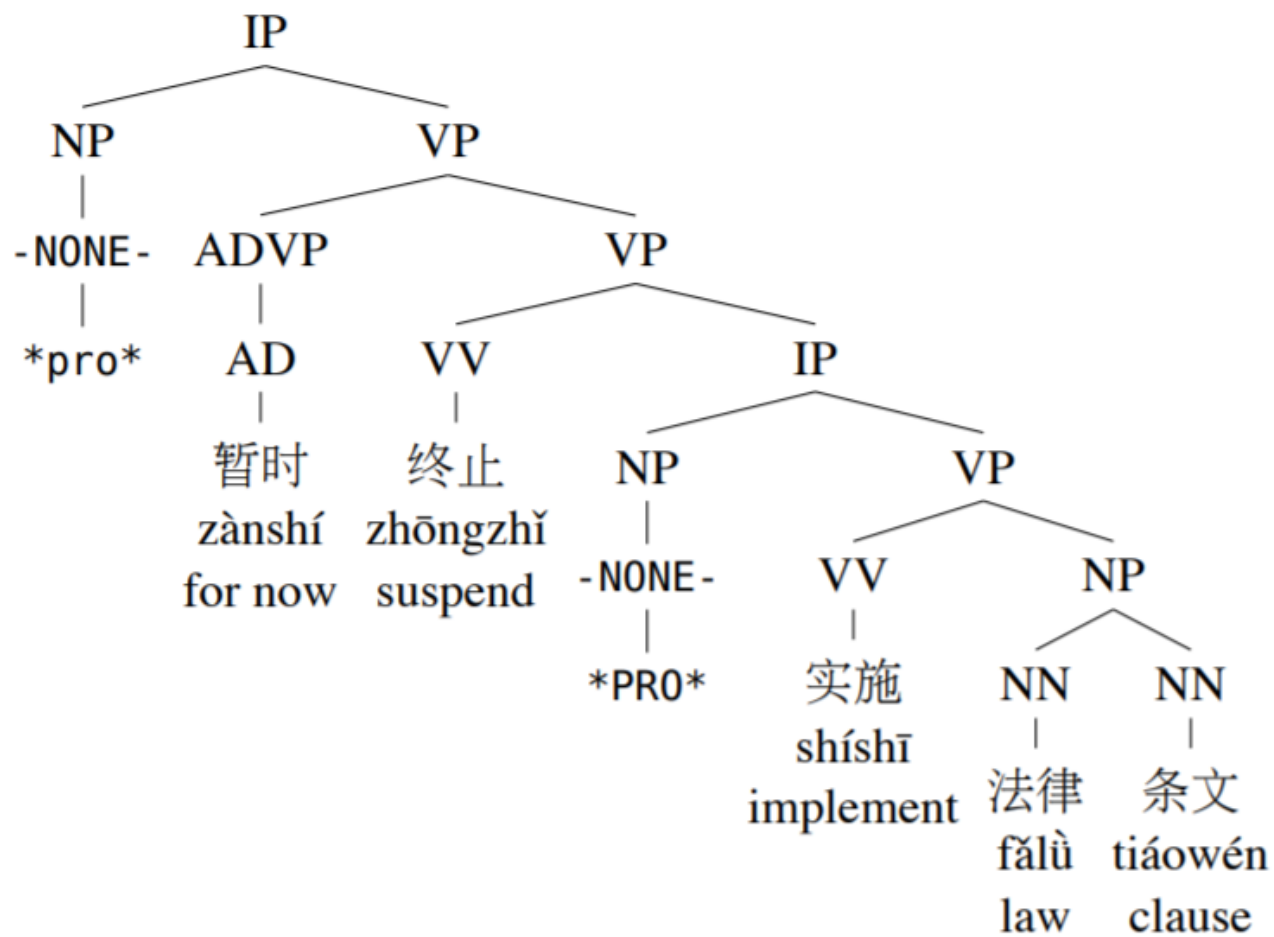 IP
NP VP
-NONE- ADVP VP
*pro* AD VV IP
暂时 终止 NP VP
zànshí zhōngzhǐ -NONE- VV NP
for now suspend
*PRO* 实施 NN NN
shíshī
implement 法律 条文
fǎlǜ tiáowén
law clause